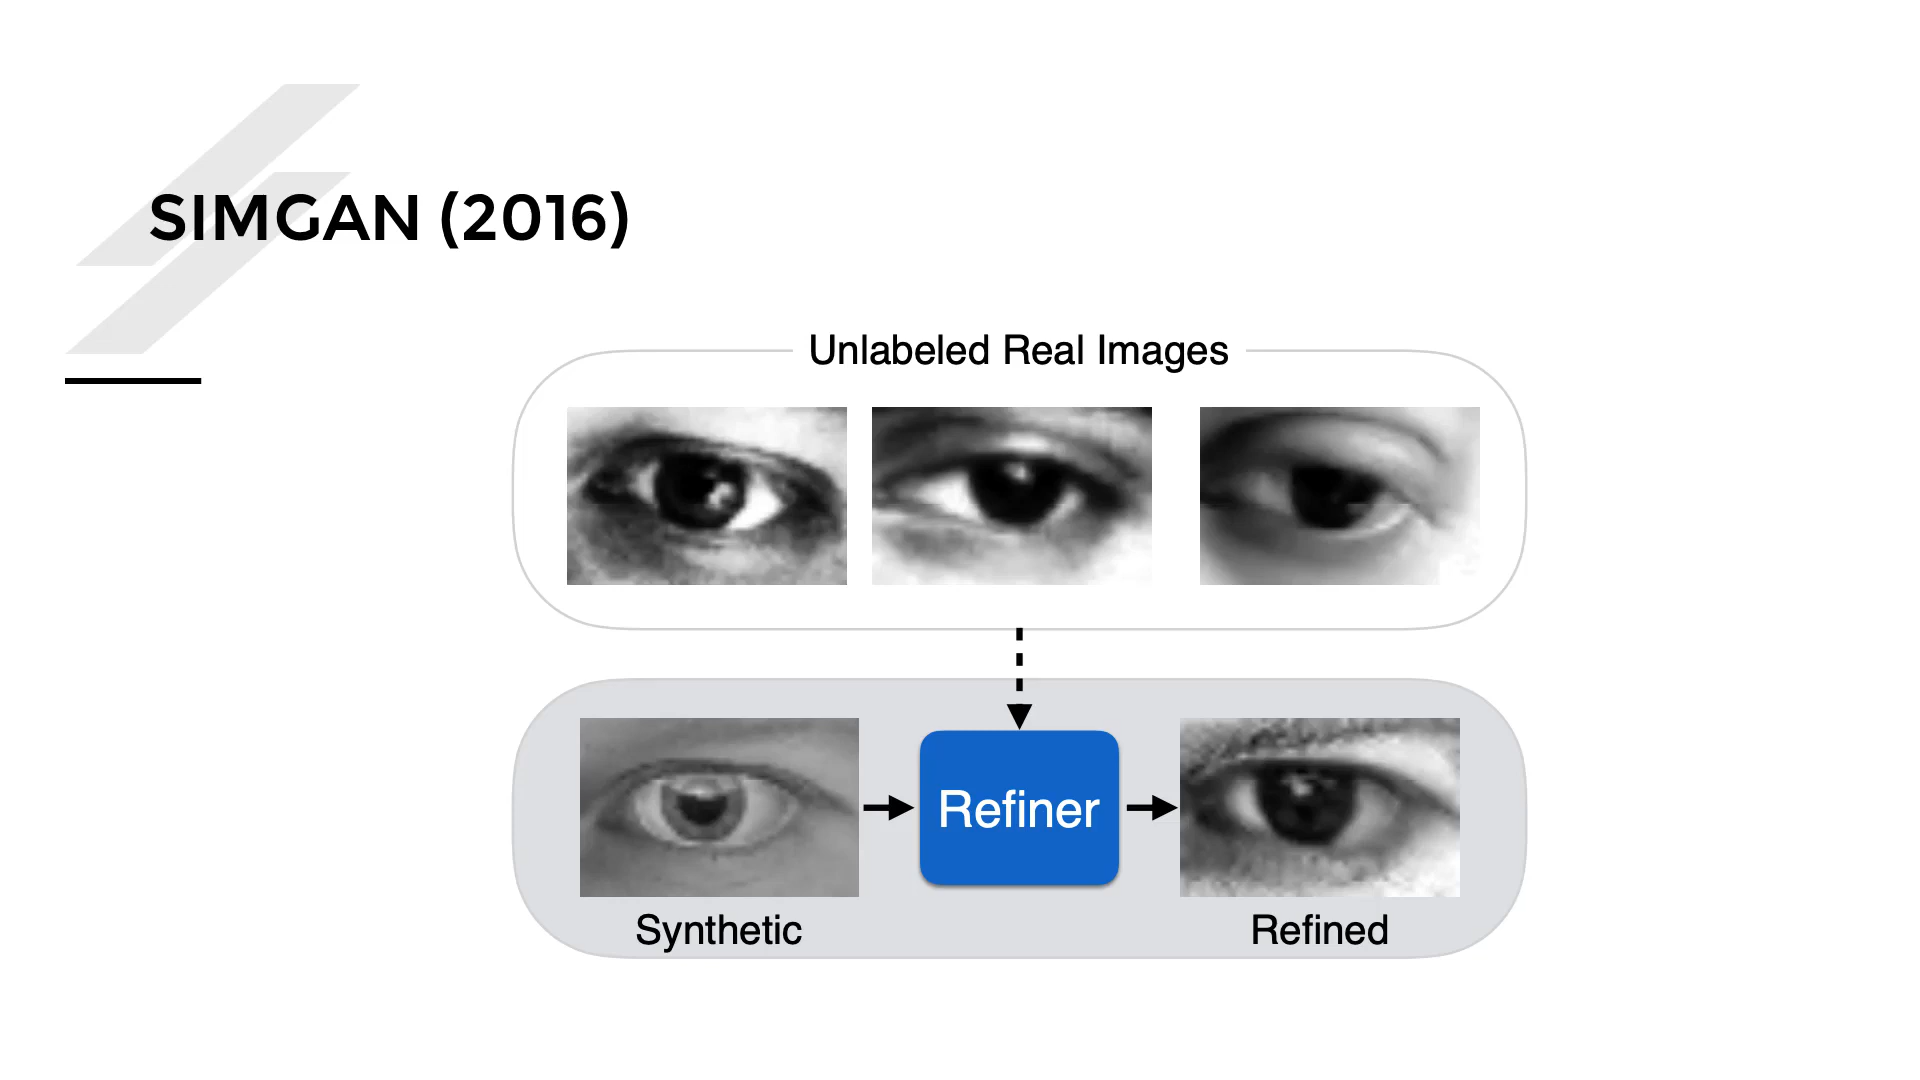 SIMGAN (2016)
Unlabeled Real Images
Refiner
Synthetic
Refined